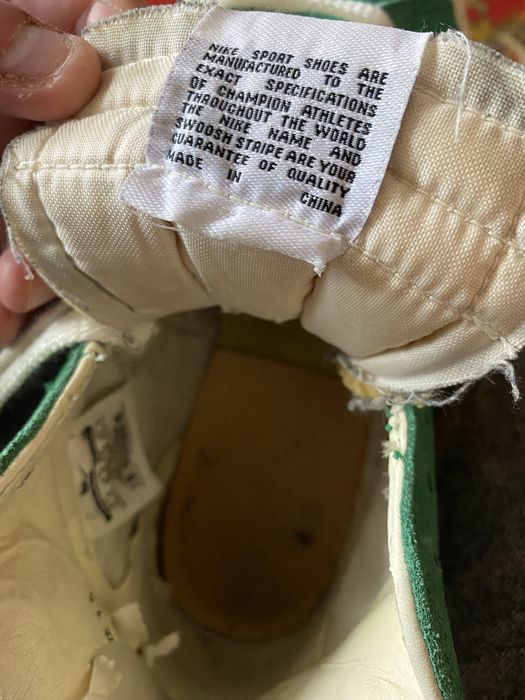 NIKE SPORT SHOES ARE
MANUFACTURED TO THE
EXACT SPECIFICATIONS
OF CHAMPION ATHLETES
THROUGHOUT THE WORLD
THE NIKE NAME AND
SWOOSH STRIPE ARE YOUR
GUARANTEE OF QUALITY
MADE IN CHINA